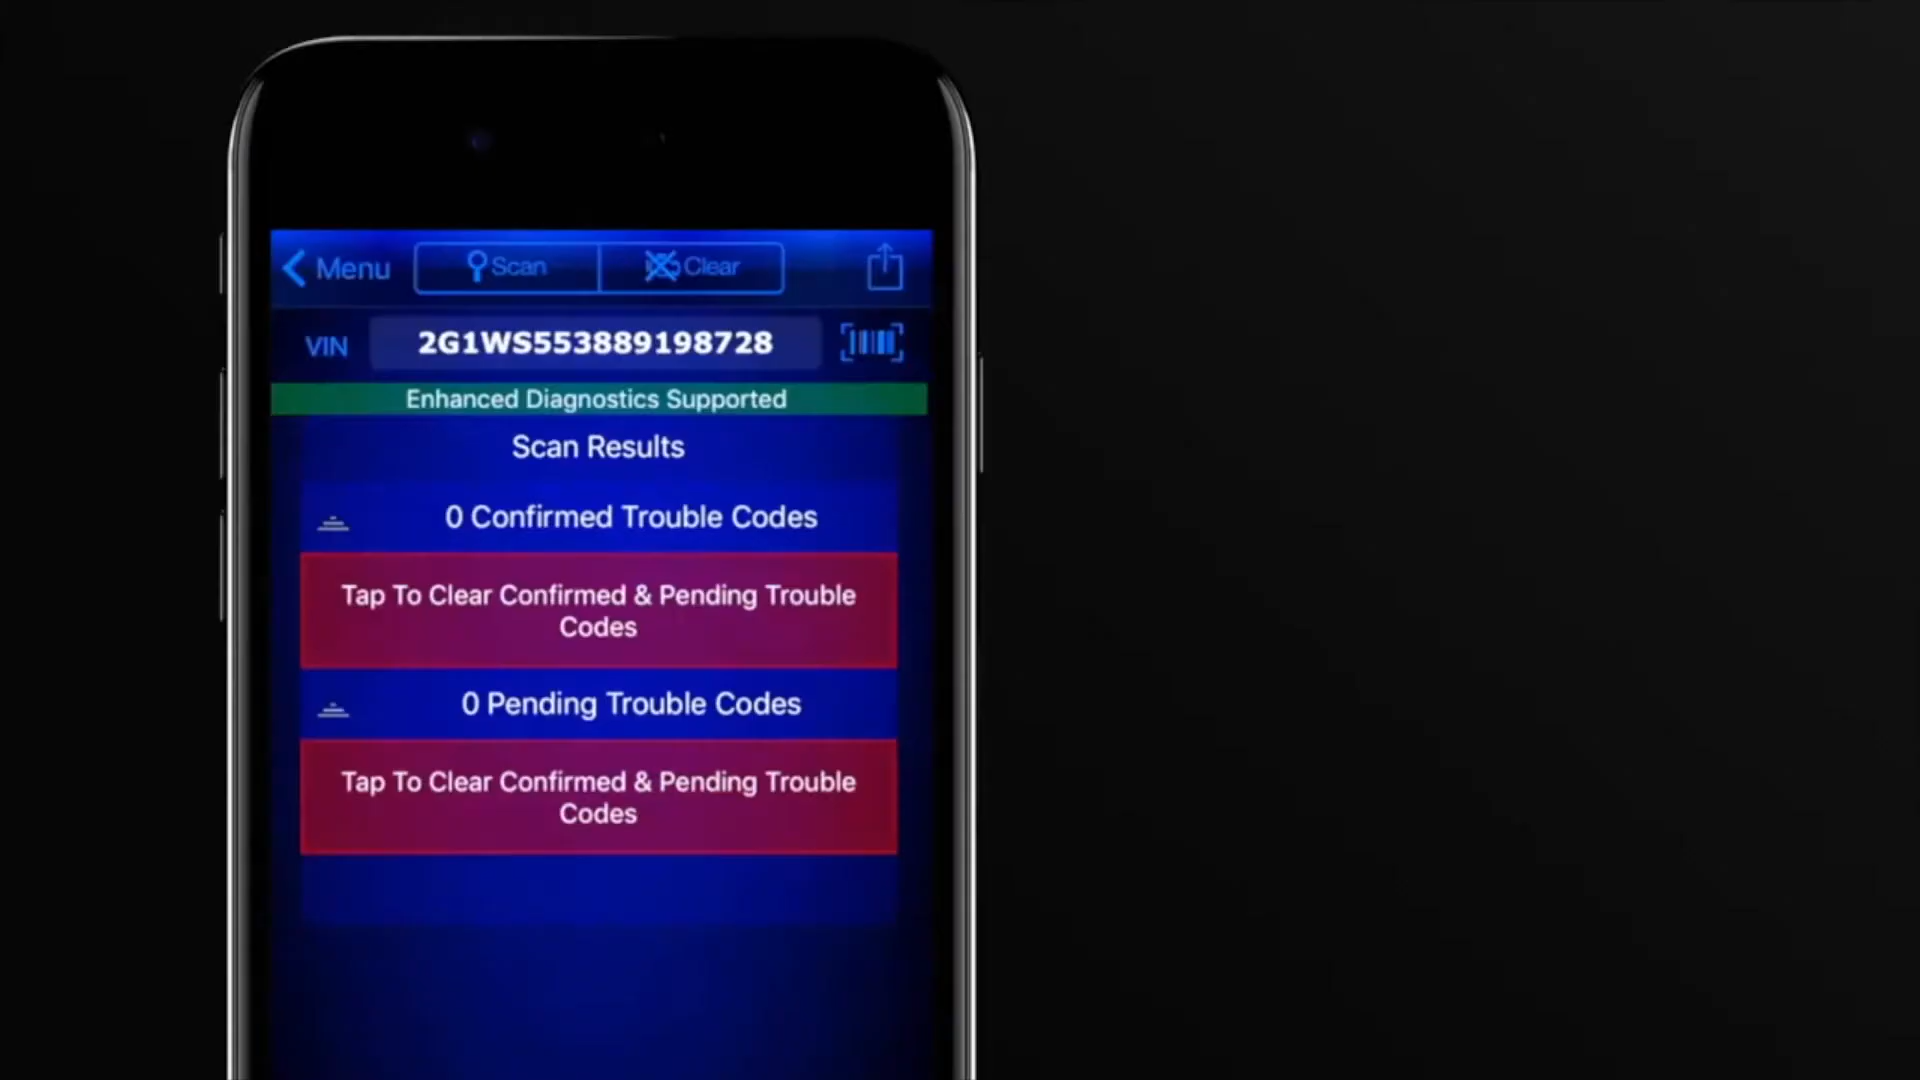 Menu
Scan
Clear
VIN
2G1WS553889198728
Enhanced Diagnostics Supported
Scan Results
0 Confirmed Trouble Codes
Tap To Clear Confirmed & Pending Trouble
Codes
0 Pending Trouble Codes
Tap To Clear Confirmed & Pending Trouble
Codes